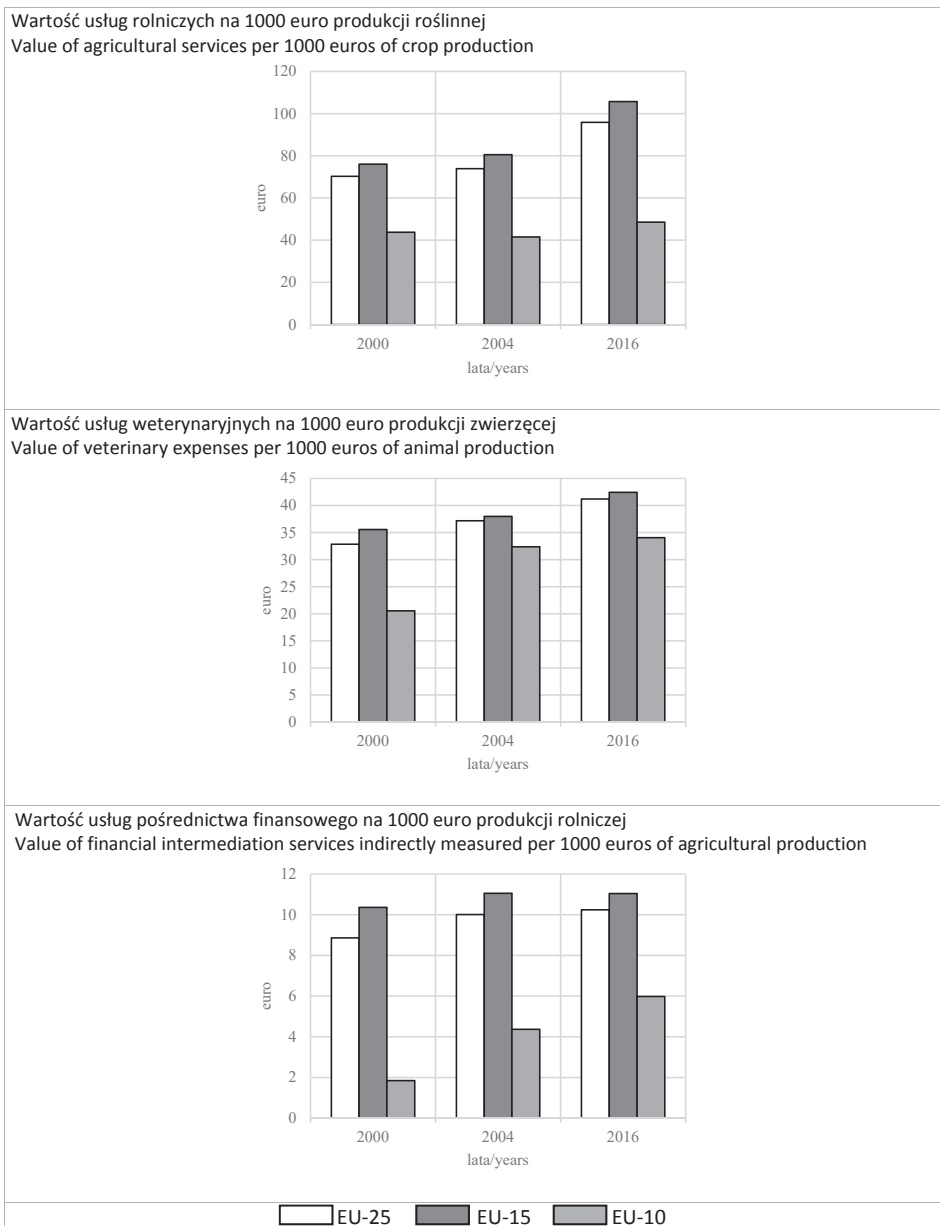 Wartość usług rolniczych na 1000 euro produkcji roślinnej
Value of agricultural services per 1000 euros of crop production
120
100
80
60
40
20
0
euro
2000 2004 2016
lata/years
Wartość usług weterynaryjnych na 1000 euro produkcji zwierzęcej
Value of veterinary expenses per 1000 euros of animal production
45
40
35
30
25
20
15
10
5
0
euro
2000 2004 2016
lata/years
Wartość usług pośrednictwa finansowego na 1000 euro produkcji rolniczej
Value of financial intermediation services indirectly measured per 1000 euros of agricultural production
12
10
8
6
4
2
0
euro
2000 2004 2016
lata/years
EU-25 EU-15 EU-10